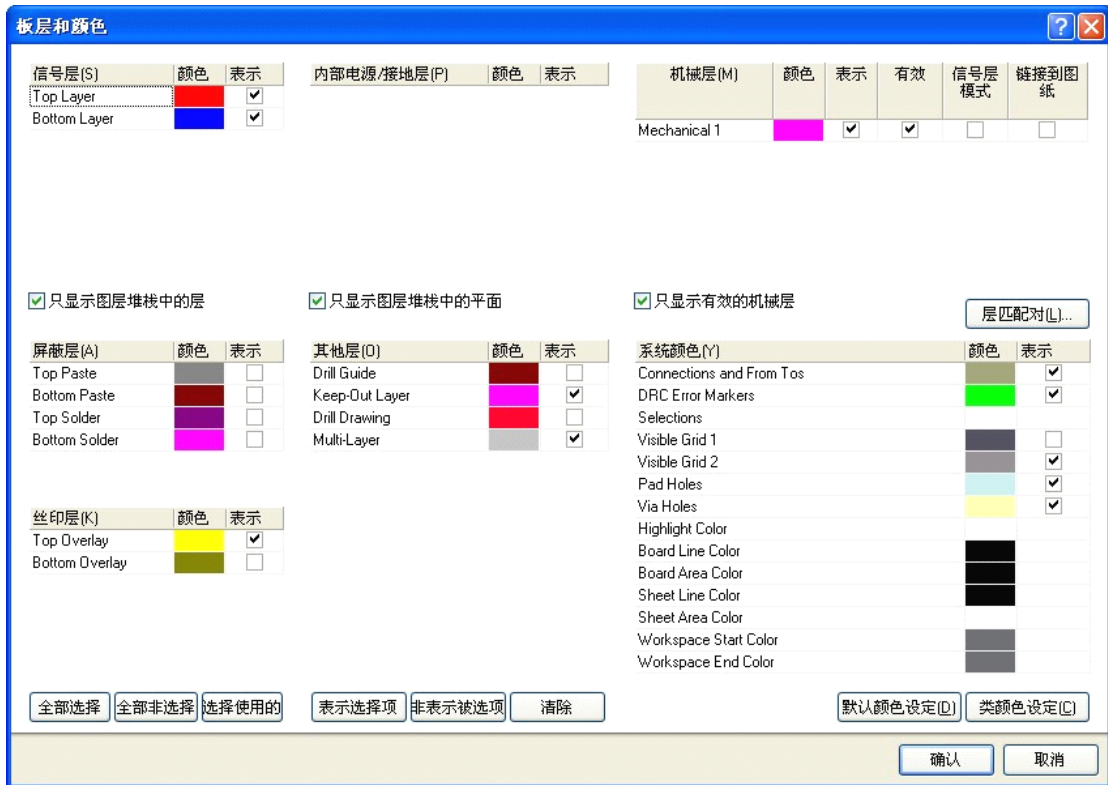 板层和颜色
信号层(S) 颜色 表示
Top Layer
Bottom Layer
内部电源/接地层(P) 颜色 表示
机械层(M) 颜色 表示 有效 信号层模式 链接到图纸
Mechanical 1
只显示图层堆栈中的层
只显示图层堆栈中的平面
只显示有效的机械层
层匹配对(L)...
屏蔽层(A) 颜色 表示
Top Paste
Bottom Paste
Top Solder
Bottom Solder
其他层(O) 颜色 表示
Drill Guide
Keep-Out Layer
Drill Drawing
Multi-Layer
系统颜色(Y) 颜色 表示
Connections and From Tos
DRC Error Markers
Selections
Visible Grid 1
Visible Grid 2
Pad Holes
Via Holes
Highlight Color
Board Line Color
Board Area Color
Sheet Line Color
Sheet Area Color
Workspace Start Color
Workspace End Color
丝印层(K) 颜色 表示
Top Overlay
Bottom Overlay
全部选择 全部非选择 选择使用的 表示选择项 非表示被选项 清除 默认颜色设定(D) 类颜色设定(C)
确认 取消